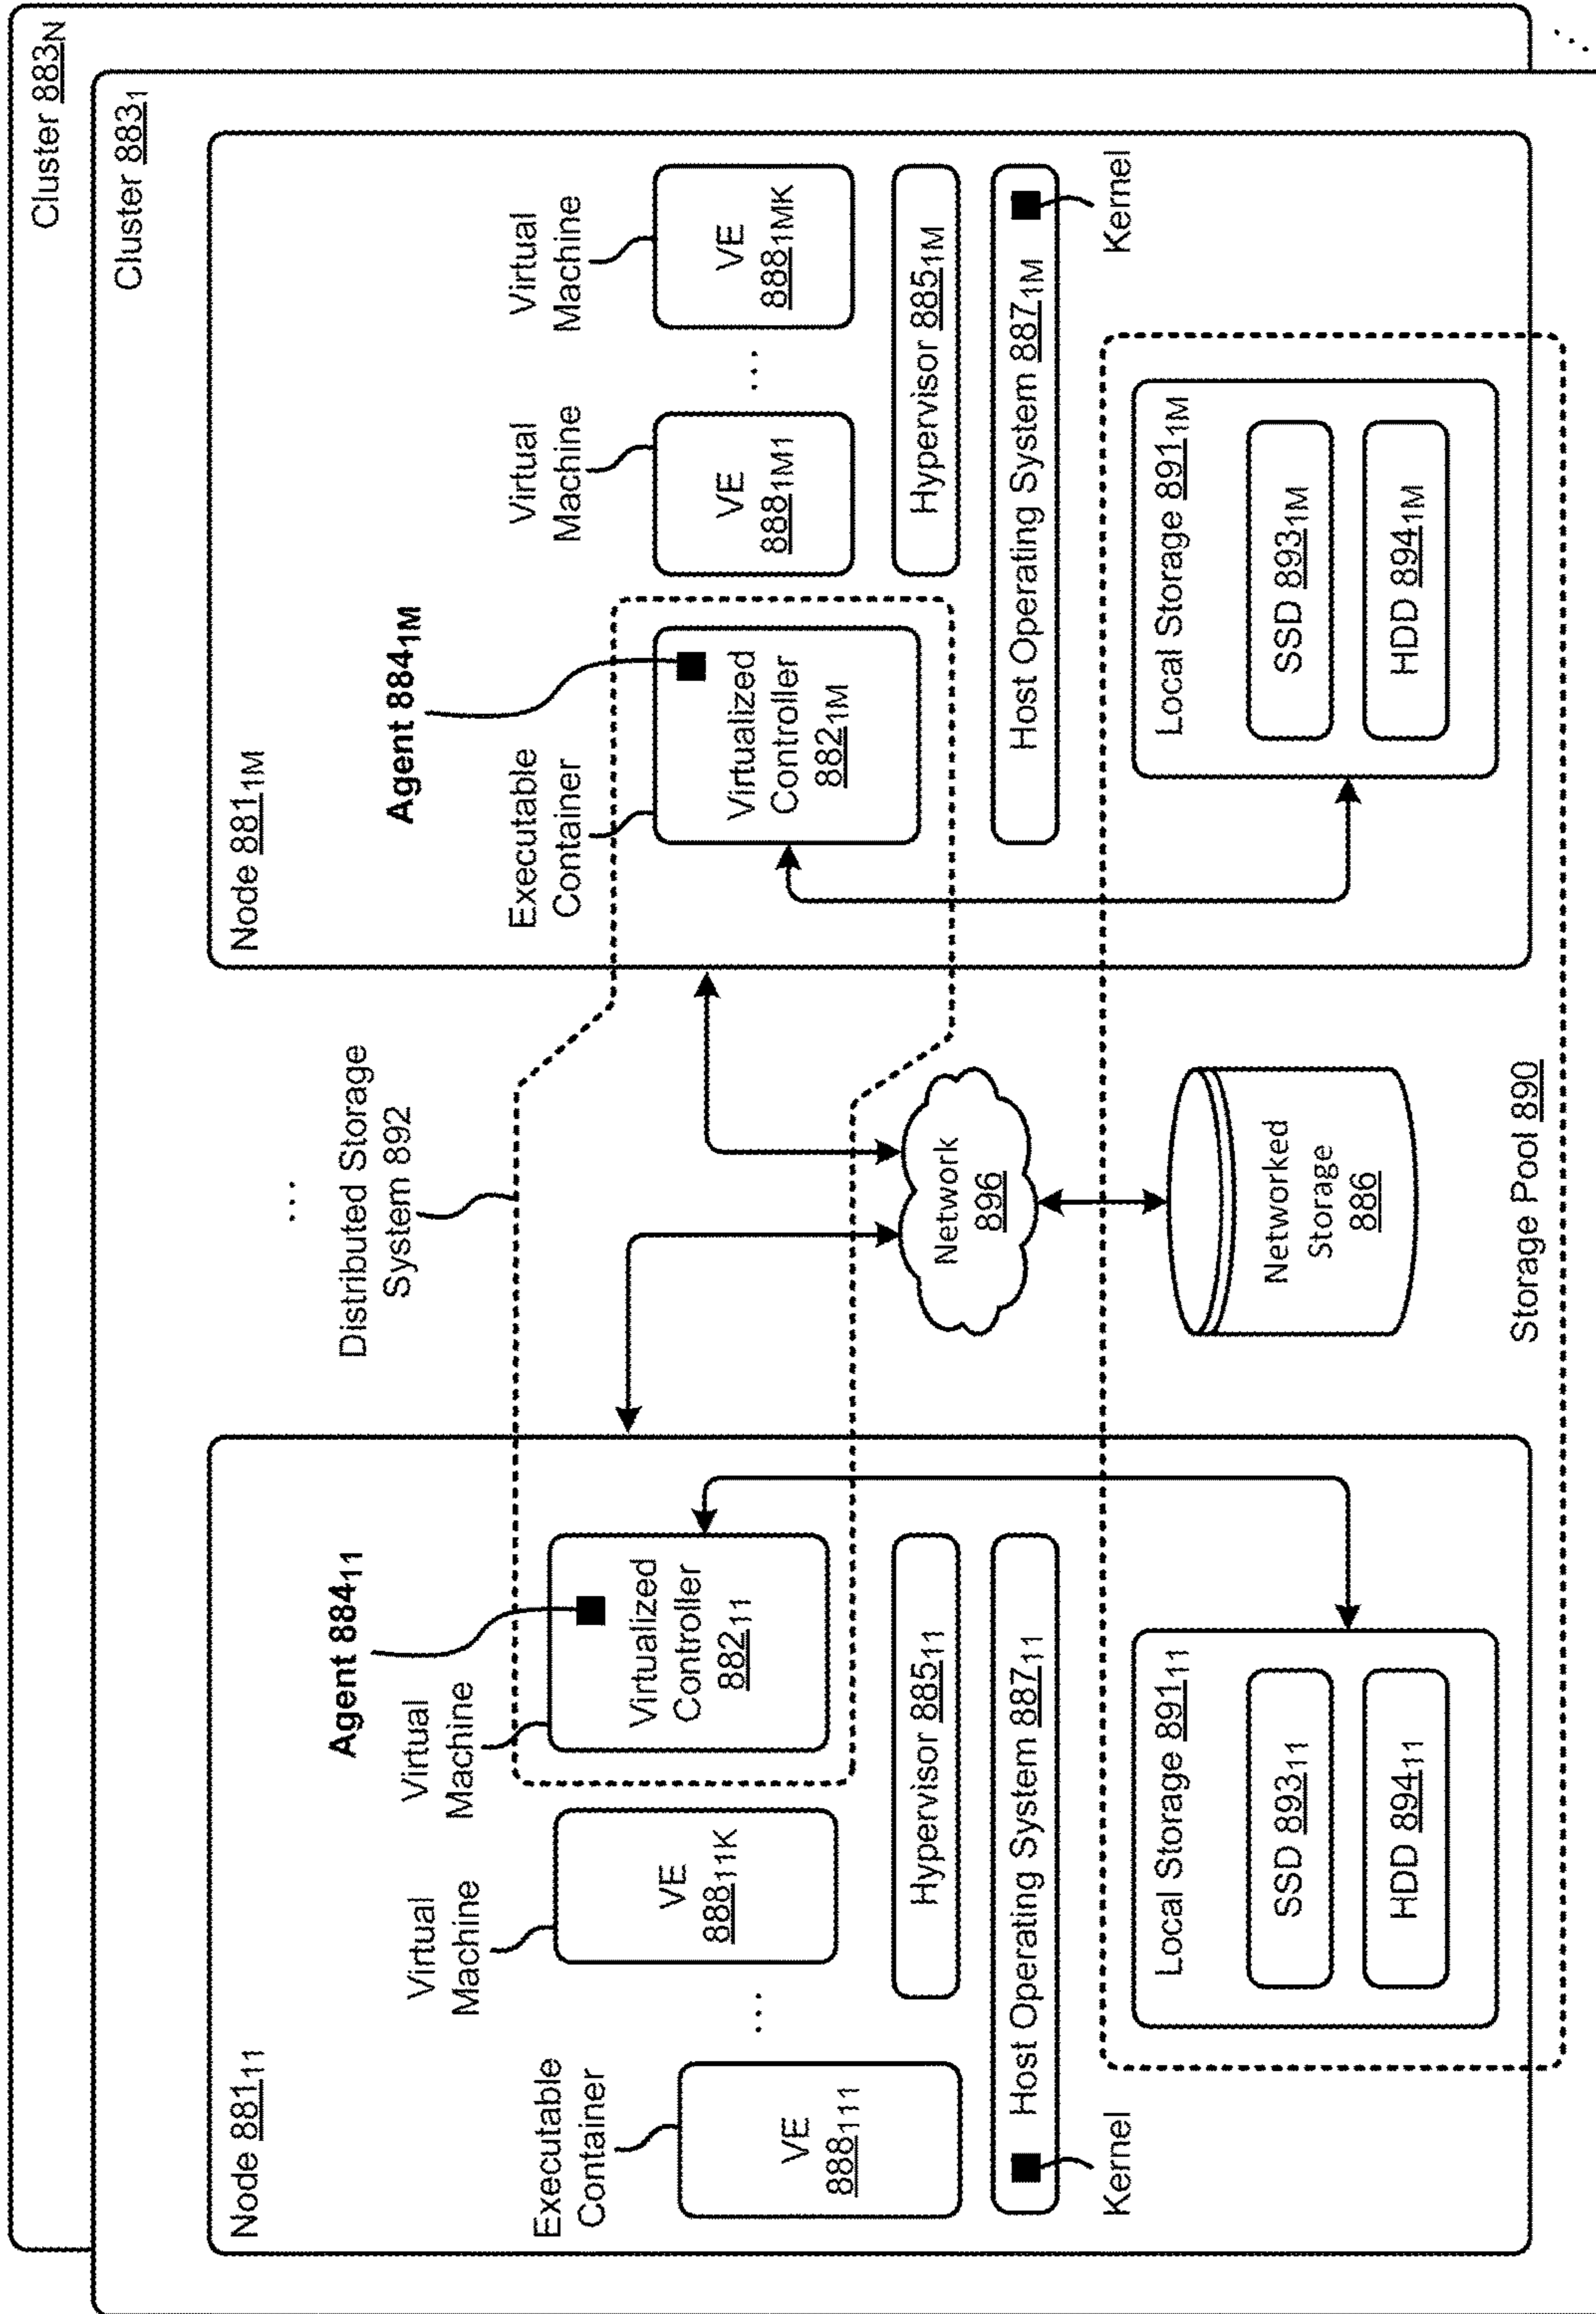 Cluster 883N
Cluster 8831
Node 88111
Agent 88411
Virtual
Machine
Virtual
Machine
Executable
Container
VE
888111
...
VE
88811K
Virtualized
Controller
88211
Hypervisor 88511
Host Operating System 88711
Kernel
Local Storage 89111
SSD 89311
HDD 89411
...
Distributed Storage
System 892
Network
896
Networked
Storage
886
Storage Pool 890
Node 8811M
Agent 8841M
Executable
Container
Virtual
Machine
Virtual
Machine
Virtualized
Controller
8821M
VE
8881M1
...
VE
8881MK
Hypervisor 8851M
Host Operating System 8871M
Kernel
Local Storage 8911M
SSD 8931M
HDD 8941M
...